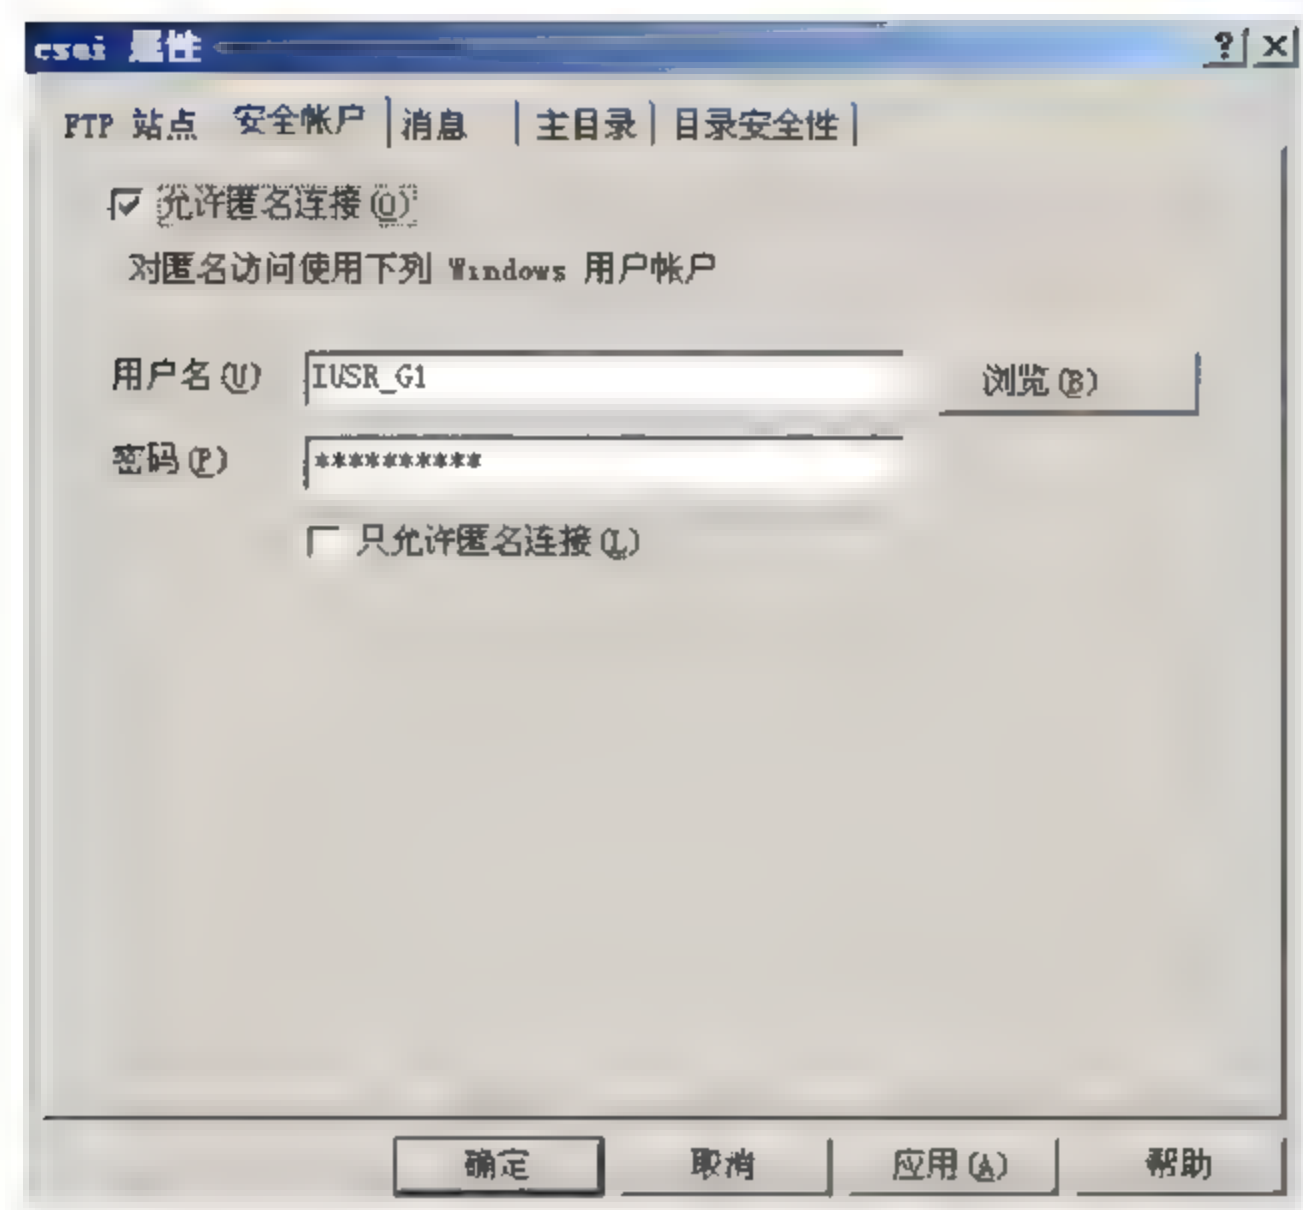 csai 属性
? ×
FTP 站点 安全帐户 消息 主目录 目录安全性
允许匿名连接(O)
对匿名访问使用下列 Windows 用户帐户
用户名(U) IUSR_G1 浏览(B)
密码(P) **********
只允许匿名连接(L)
确定 取消 应用(A) 帮助